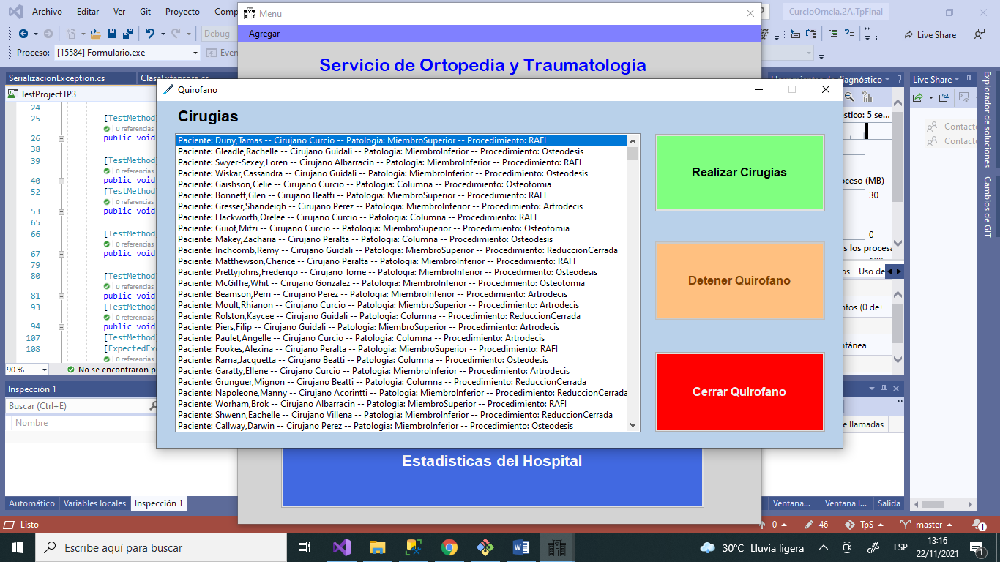 Archivo Editar Ver Git Proyecto Comp
CurcioOrnela.2A.TpFinal
Menu
Agregar
Debug
Live Share
Proceso: [15584] Formulario.exe
Even
Servicio de Ortopedia y Traumatologia
SerializacionException.cs
ClaseExtensora.cs
Herramientas de diagnóstico
Live Share
Explorador de soluciones
Cambios de GIT
TestProjectTP3
24
25 [TestMethod
0 referencias
26 public void
38
39 [TestMethod
0 referencias
40 public void
52 [TestMethod
0 referencias
53 public void
65
66 [TestMethod
0 referencias
67 public void
79
80 [TestMethod
0 referencias
81 public void
93 [TestMethod
0 referencias
94 public void
107 [TestMethod
108 [ExpectedExc
0 referencias
90 %
No se encontraron p
Quirofano
Cirugias
Paciente: Duny,Tamas -- Cirujano Curcio -- Patologia: MiembroSuperior -- Procedimiento: RAFI
Paciente: Gleadle,Rachelle -- Cirujano Guidali -- Patologia: MiembroInferior -- Procedimiento: Osteodesis
Paciente: Swyer-Sexey,Loren -- Cirujano Albarracin -- Patologia: MiembroInferior -- Procedimiento: RAFI
Paciente: Wiskar,Cassandra -- Cirujano Guidali -- Patologia: MiembroInferior -- Procedimiento: Osteodesis
Paciente: Gaishson,Celie -- Cirujano Curcio -- Patologia: Columna -- Procedimiento: Osteotomia
Paciente: Bonnett,Glen -- Cirujano Beatti -- Patologia: MiembroSuperior -- Procedimiento: RAFI
Paciente: Gresser,Shandeigh -- Cirujano Perez -- Patologia: MiembroInferior -- Procedimiento: Artrodecis
Paciente: Hackworth,Orelee -- Cirujano Curcio -- Patologia: Columna -- Procedimiento: RAFI
Paciente: Guiot,Mitzi -- Cirujano Curcio -- Patologia: MiembroSuperior -- Procedimiento: Osteotomia
Paciente: Makey,Zacharia -- Cirujano Peralta -- Patologia: Columna -- Procedimiento: Osteodesis
Paciente: Inchcomb,Remy -- Cirujano Guidali -- Patologia: MiembroInferior -- Procedimiento: ReduccionCerrada
Paciente: Matthewson,Cherice -- Cirujano Peralta -- Patologia: MiembroInferior -- Procedimiento: RAFI
Paciente: Prettyjohns,Frederigo -- Cirujano Tome -- Patologia: MiembroInferior -- Procedimiento: Osteodesis
Paciente: McGiffie,Whit -- Cirujano Gonzalez -- Patologia: MiembroInferior -- Procedimiento: Osteotomia
Paciente: Beamson,Perri -- Cirujano Perez -- Patologia: MiembroInferior -- Procedimiento: Artrodecis
Paciente: Moult,Rhianon -- Cirujano Curcio -- Patologia: MiembroSuperior -- Procedimiento: Artrodecis
Paciente: Rolston,Kaycee -- Cirujano Guidali -- Patologia: Columna -- Procedimiento: ReduccionCerrada
Paciente: Piers,Filip -- Cirujano Guidali -- Patologia: MiembroSuperior -- Procedimiento: Artrodecis
Paciente: Paulet,Angelle -- Cirujano Curcio -- Patologia: Columna -- Procedimiento: Artrodecis
Paciente: Fookes,Alexina -- Cirujano Peralta -- Patologia: MiembroSuperior -- Procedimiento: RAFI
Paciente: Rama,Jacquetta -- Cirujano Beatti -- Patologia: Columna -- Procedimiento: Osteodesis
Paciente: Garatty,Ellene -- Cirujano Curcio -- Patologia: MiembroInferior -- Procedimiento: Artrodecis
Paciente: Grunguer,Mignon -- Cirujano Beatti -- Patologia: Columna -- Procedimiento: ReduccionCerrada
Paciente: Napoleone,Manny -- Cirujano Acorintti -- Patologia: MiembroInferior -- Procedimiento: ReduccionCerrada
Paciente: Worham,Brok -- Cirujano Albarracin -- Patologia: MiembroSuperior -- Procedimiento: RAFI
Paciente: Shwenn,Eachelle -- Cirujano Villena -- Patologia: MiembroInferior -- Procedimiento: ReduccionCerrada
Paciente: Callway,Darwin -- Cirujano Perez -- Patologia: MiembroInferior -- Procedimiento: Osteodesis
Realizar Cirugias
Detener Quirofano
Cerrar Quirofano
Contacto
Contacto
óstico: 5 se...
oceso (MB)
30
0
os los procesa
100
os Uso de
ntos (0 de
ntánea
Inspección 1
Buscar (Ctrl+E)
Nombre
e llamadas
Estadisticas del Hospital
Automático Variables locales Inspección 1
Ventana... Ventana I... Salida
Listo
0 46 TpS master 1
Escribe aquí para buscar
30°C Lluvia ligera
ESP
13:16
22/11/2021
1